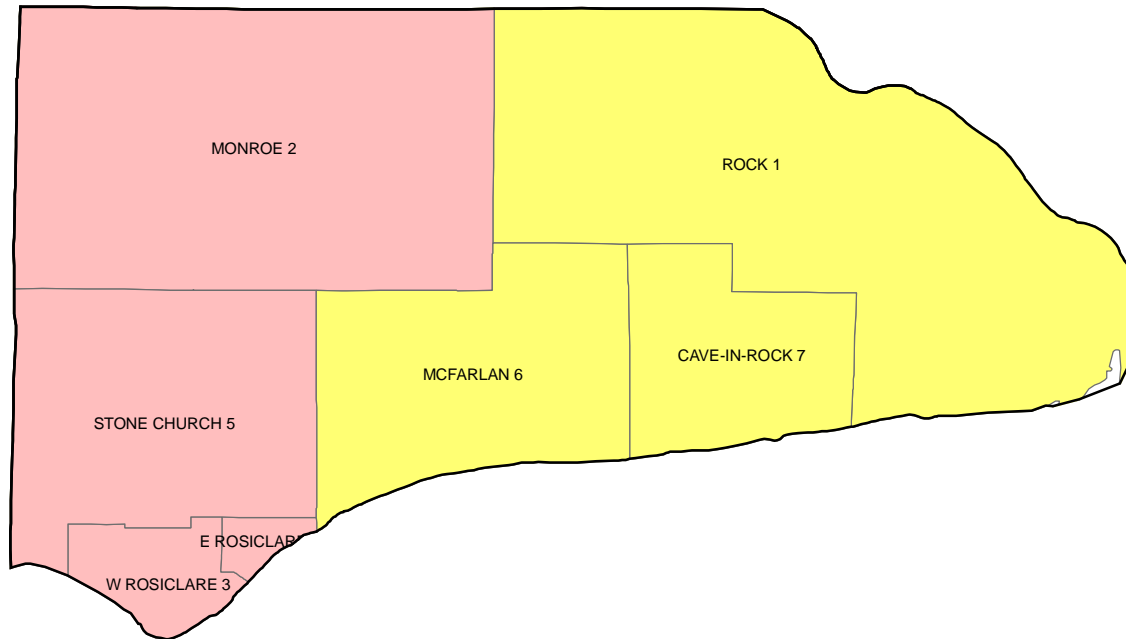 MONROE 2
ROCK 1
CAVE-IN-ROCK 7
MCFARLAN 6
STONE CHURCH 5
E ROSICLAR
W ROSICLARE 3